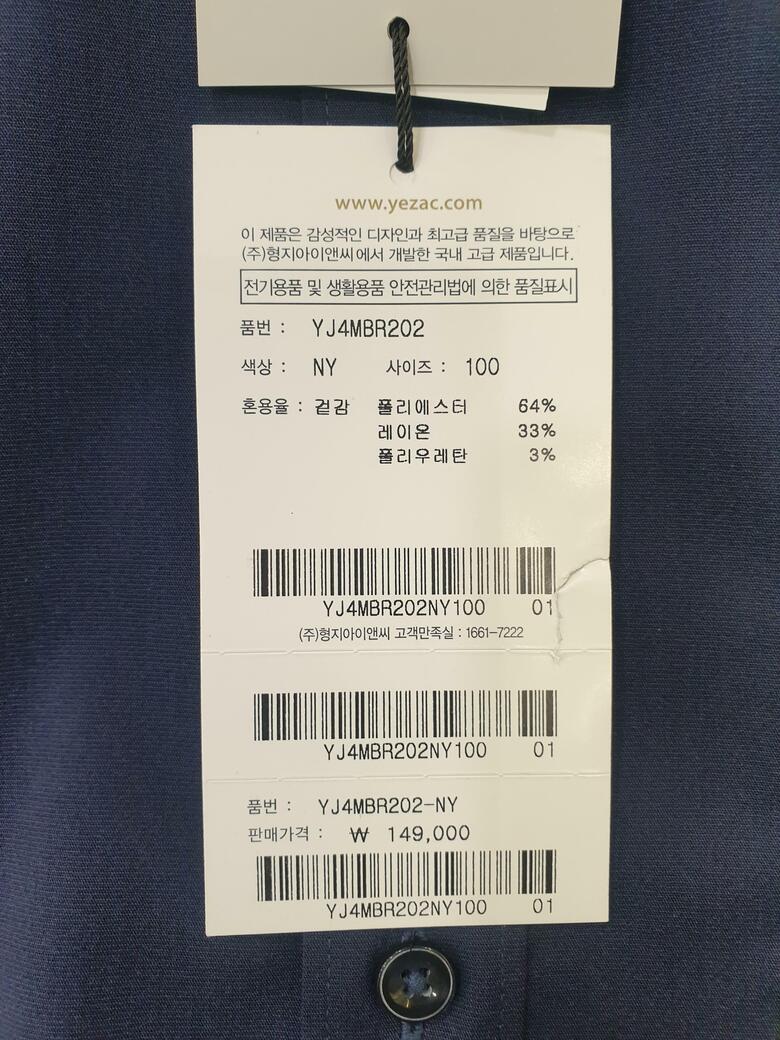 www.yezac.com
이 제품은 감성적인 디자인과 최고급 품질을 바탕으로
(주)형지아이앤씨에서 개발한 국내 고급 제품입니다.
전기용품 및 생활용품 안전관리법에 의한 품질표시
품번 : YJ4MBR202
색상 : NY 사이즈 : 100
혼용율 : 겉감 폴리에스터 64%
레이온 33%
폴리우레탄 3%
YJ4MBR202NY100 01
(주)형지아이앤씨 고객만족실 : 1661-7222
YJ4MBR202NY100 01
품번 : YJ4MBR202-NY
판매가격 : ₩ 149,000
YJ4MBR202NY100 01